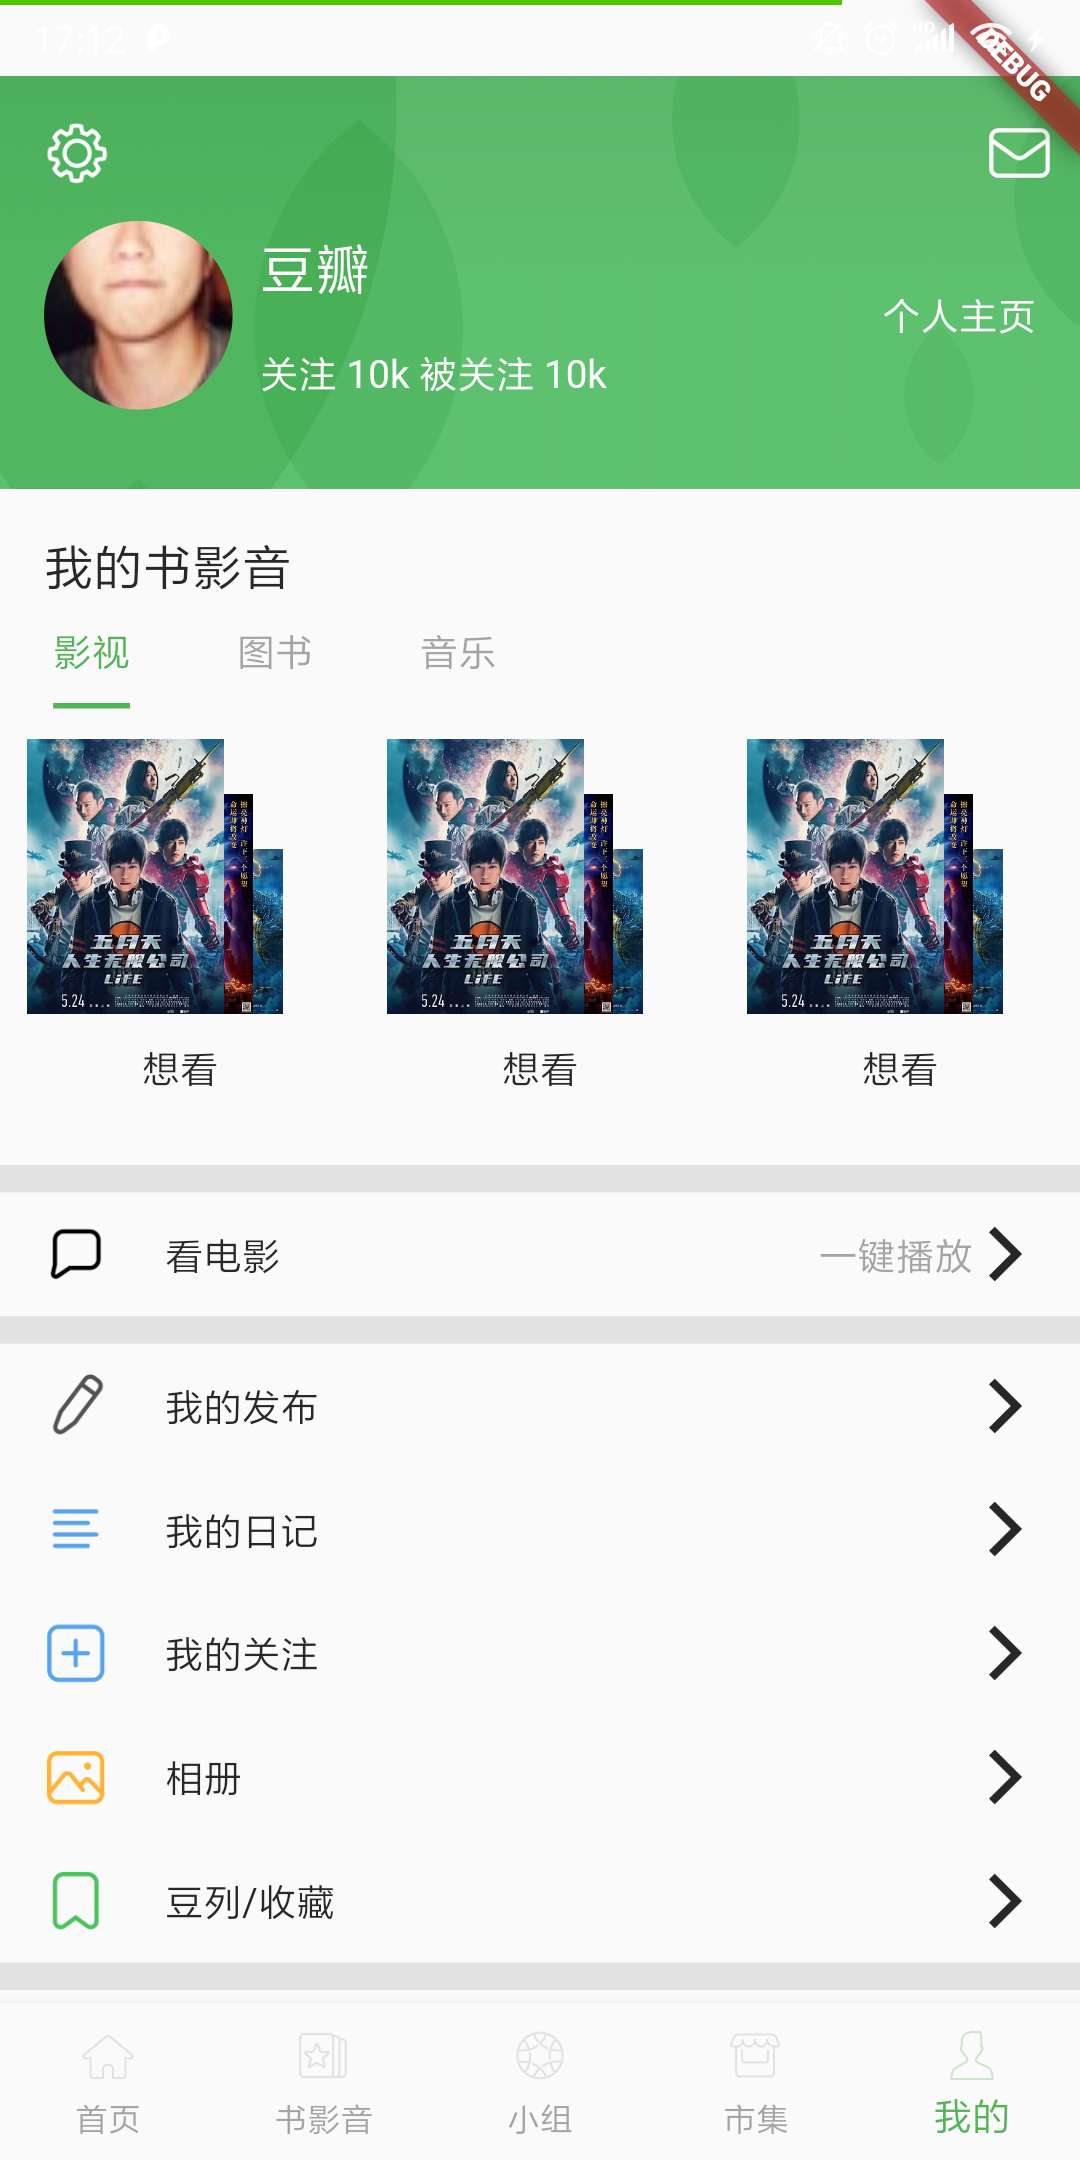 17:12
HD
DEBUG
豆瓣
个人主页
关注 10k 被关注 10k
我的书影音
影视 图书 音乐
五月天
人生无限公司
LiFE
5.24
五月天
人生无限公司
LiFE
5.24
五月天
人生无限公司
LiFE
5.24
想看 想看 想看
看电影 一键播放
我的发布
我的日记
我的关注
相册
豆列/收藏
首页 书影音 小组 市集 我的